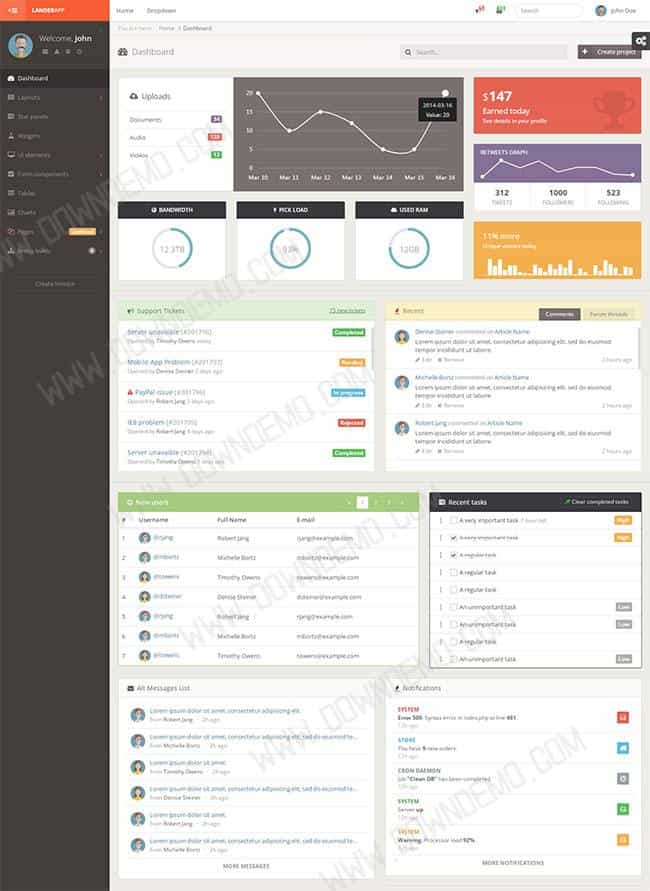 LANDERAPP
Home Dropdown
Search
John Doe
Welcome, John
You are here: Home Dashboard
Dashboard
Search...
Create project
Dashboard
Layouts
Stat panels
Widgets
UI elements
Form components
Tables
Charts
Pages
Create Invoice
Uploads
Documents 34
Audio 128
Videos 12
20
15
10
5
0
Mar 10 Mar 11 Mar 12 Mar 13 Mar 14 Mar 15 Mar 16
2014-03-16
Value: 20
$147
Earned today
See details in your profile
RETWEETS GRAPH
312 1000 523
TWEETS FOLLOWERS FOLLOWING
BANDWIDTH
12.3TB
PICK LOAD
93%
USED RAM
12GB
11% more
Unique visitors today
Support Tickets
Server unavaible [#201798]
Opened by Timothy Owens today
Completed
Mobile App Problem [#201797]
Opened by Denise Steiner 2 days ago
Pending
PayPal issue [#201796]
Opened by Robert Jang 3 days ago
In progress
IE8 problem [#201795]
Opened by Robert Jang 4 days ago
Rejected
Server unavaible [#201794]
Opened by Timothy Owens 5 days ago
Completed
Recent
Comments Forum threads
Denise Steiner commented on Article Name
Lorem ipsum dolor sit amet, consectetur adipisicing elit, sed do eiusmod
tempor incididunt ut labore.
Edit Remove 2 hours ago
Michelle Bortz commented on Article Name
Lorem ipsum dolor sit amet, consectetur adipisicing elit, sed do eiusmod
tempor incididunt ut labore.
Edit Remove 2 hours ago
Robert Jang commented on Article Name
Lorem ipsum dolor sit amet, consectetur adipisicing elit, sed do eiusmod
tempor incididunt ut labore.
Edit Remove 2 hours ago
New users
1 2 3
# Username Full Name E-mail
1 @rjang Robert Jang rjang@example.com
2 @mbortz Michelle Bortz mbortz@example.com
3 @towens Timothy Owens towens@example.com
4 @dsteiner Denise Steiner dsteiner@example.com
5 @rjang Robert Jang rjang@example.com
6 @mbortz Michelle Bortz mbortz@example.com
7 @towens Timothy Owens towens@example.com
Recent tasks
Clear completed tasks
A very important task 1 hour left High
A very important task High
A regular task
A regular task
A regular task
An unimportant task Low
An unimportant task Low
A regular task
An unimportant task Low
All Messages List
Lorem ipsum dolor sit amet, consectetur adipisicing elit.
from Robert Jang · 2h ago
Lorem ipsum dolor sit amet, consectetur adipisicing elit, sed do eiusmod te...
from Michelle Bortz · 2h ago
Lorem ipsum dolor sit amet.
from Timothy Owens · 2h ago
Lorem ipsum dolor sit amet, consectetur adipisicing elit, sed do eiusmod te...
from Denise Steiner · 2h ago
Lorem ipsum dolor sit amet.
from Robert Jang · 2h ago
Lorem ipsum dolor sit amet, consectetur adipisicing elit, sed do eiusmod te...
from Michelle Bortz · 2h ago
MORE MESSAGES
Notifications
SYSTEM
Error 500: Syntax error in index.php at line 461.
12h ago
STORE
You have 9 new orders.
12h ago
CRON DAEMON
Job "Clean DB" has been completed.
12h ago
SYSTEM
Server up.
12h ago
SYSTEM
Warning: Processor load 92%.
12h ago
MORE NOTIFICATIONS
WWW.DOWNDEMO.COM